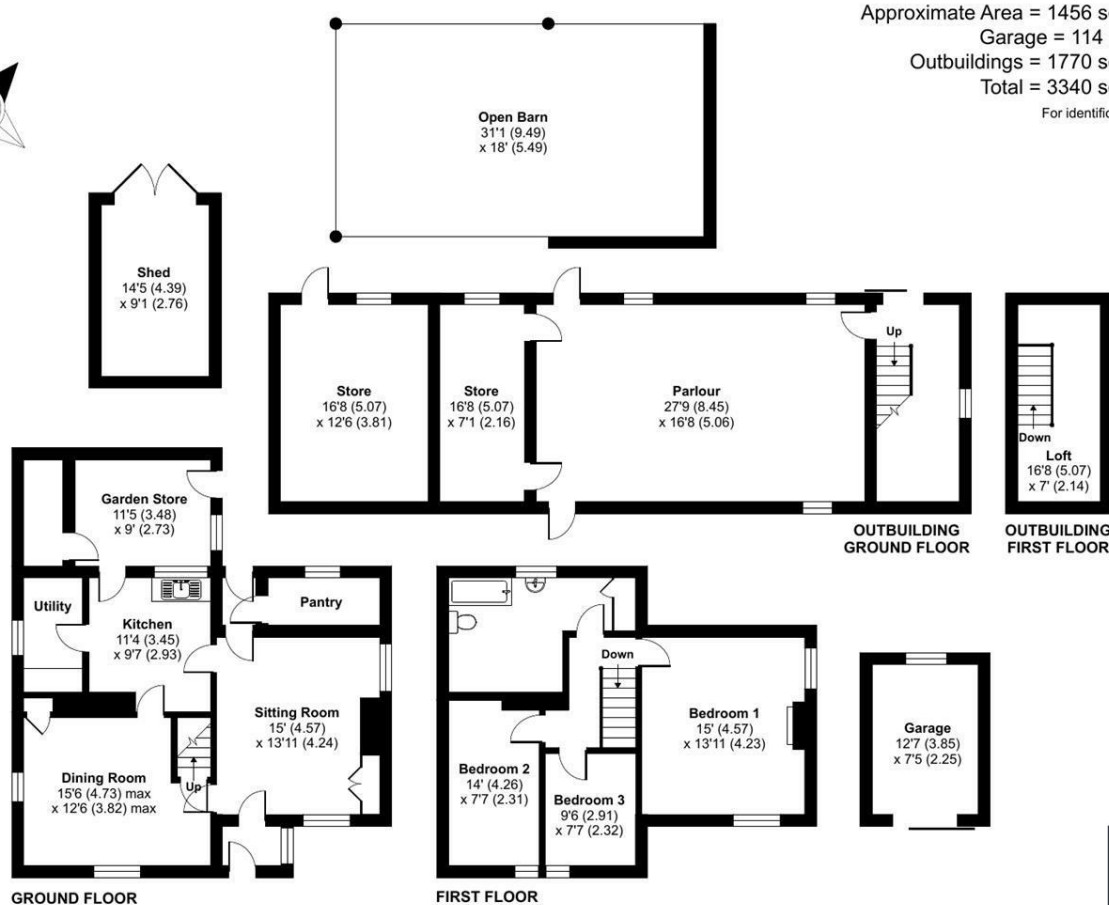 Approximate Area = 1456 s
Garage = 114
Outbuildings = 1770 s
Total = 3340 s
For identific
Open Barn
31'1 (9.49)
x 18' (5.49)
Shed
14'5 (4.39)
x 9'1 (2.76)
Store
16'8 (5.07)
x 12'6 (3.81)
Store
16'8 (5.07)
x 7'1 (2.16)
Parlour
27'9 (8.45)
x 16'8 (5.06)
Up
Down
Loft
16'8 (5.07)
x 7' (2.14)
OUTBUILDING
GROUND FLOOR
OUTBUILDING
FIRST FLOOR
Garden Store
11'5 (3.48)
x 9' (2.73)
Utility
Kitchen
11'4 (3.45)
x 9'7 (2.93)
Pantry
Sitting Room
15' (4.57)
x 13'11 (4.24)
Dining Room
15'6 (4.73) max
x 12'6 (3.82) max
Up
GROUND FLOOR
Down
Bedroom 1
15' (4.57)
x 13'11 (4.23)
Bedroom 2
14' (4.26)
x 7'7 (2.31)
Bedroom 3
9'6 (2.91)
x 7'7 (2.32)
FIRST FLOOR
Garage
12'7 (3.85)
x 7'5 (2.25)